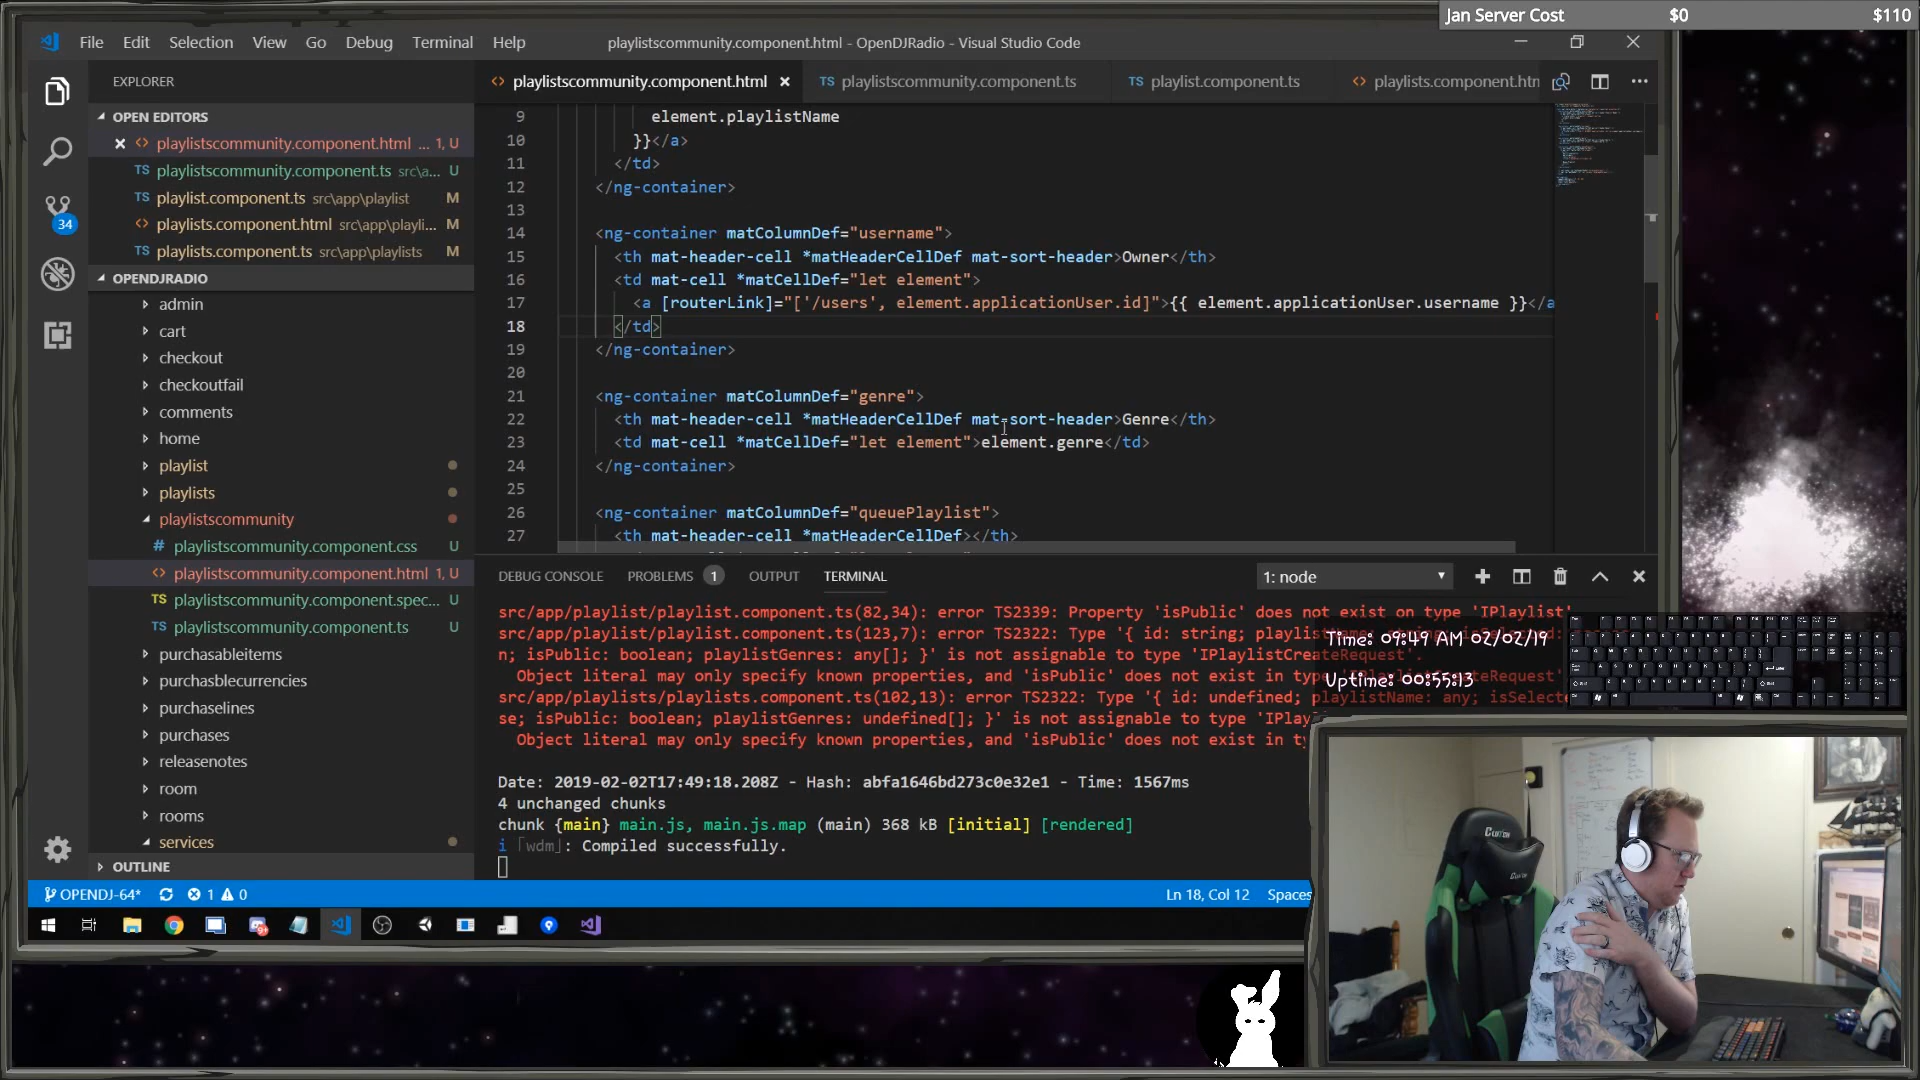 Jan Server Cost $0 $110
File Edit Selection View Go Debug Terminal Help playlistscommunity.component.html - OpenDJRadio - Visual Studio Code
EXPLORER
<> playlistscommunity.component.html × TS playlistscommunity.component.ts TS playlist.component.ts <> playlists.component.htm
OPEN EDITORS
× <> playlistscommunity.component.html ... 1, U
TS playlistscommunity.component.ts src\a... U
TS playlist.component.ts src\app\playlist M
<> playlists.component.html src\app\playli... M
TS playlists.component.ts src\app\playlists M
OPENDJRADIO
admin
cart
checkout
checkoutfail
comments
home
playlist
playlists
playlistscommunity
# playlistscommunity.component.css U
<> playlistscommunity.component.html 1, U
TS playlistscommunity.component.spec... U
TS playlistscommunity.component.ts U
purchasableitems
purchasblecurrencies
purchaselines
purchases
releasenotes
room
rooms
services
OUTLINE
34
9 element.playlistName
10 }}</a>
11 </td>
12 </ng-container>
13
14 <ng-container matColumnDef="username">
15 <th mat-header-cell *matHeaderCellDef mat-sort-header>Owner</th>
16 <td mat-cell *matCellDef="let element">
17 <a [routerLink]="['/users', element.applicationUser.id]">{{ element.applicationUser.username }}</a
18 </td>
19 </ng-container>
20
21 <ng-container matColumnDef="genre">
22 <th mat-header-cell *matHeaderCellDef mat-sort-header>Genre</th>
23 <td mat-cell *matCellDef="let element">element.genre</td>
24 </ng-container>
25
26 <ng-container matColumnDef="queuePlaylist">
27 <th mat-header-cell *matHeaderCellDef></th>
DEBUG CONSOLE PROBLEMS 1 OUTPUT TERMINAL 1: node
src/app/playlist/playlist.component.ts(82,34): error TS2339: Property 'isPublic' does not exist on type 'IPlaylist'
src/app/playlist/playlist.component.ts(123,7): error TS2322: Type '{ id: string;
n; isPublic: boolean; playlistGenres: any[]; }' is not assignable to type 'IPlaylistCreateRequest'.
Object literal may only specify known properties, and 'isPublic' does not exist in
src/app/playlists/playlists.component.ts(102,13): error TS2322: Type '{ id: undefined; playlistName: any; isSelecte
se; isPublic: boolean; playlistGenres: undefined[]; }' is not assignable to type 'IPlay
Object literal may only specify known properties, and 'isPublic' does not exist in ty
Date: 2019-02-02T17:49:18.208Z - Hash: abfa1646bd273c0e32e1 - Time: 1567ms
4 unchanged chunks
chunk {main} main.js, main.js.map (main) 368 kB [initial] [rendered]
i ｢wdm｣: Compiled successfully.
Time: 09:49 AM 02/02/19
Uptime: 00:55:13
OPENDJ-64* 1 0 Ln 18, Col 12 Spaces